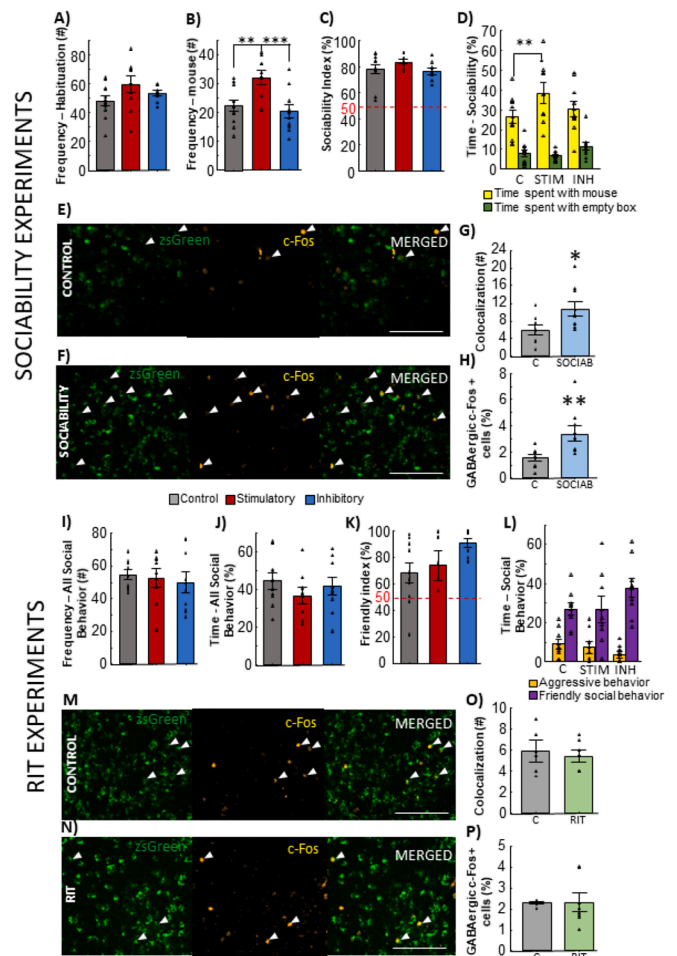 SOCIABILITY EXPERIMENTS
A)
Frequency – Habituation (#)
80
60
40
20
0
B)
Frequency – mouse (#)
** ***
40
30
20
10
0
C)
Sociability Index (%)
100
80
60
50
40
20
0
D)
Time - Sociability (%)
**
70
60
50
40
30
20
10
0
C STIM INH
Time spent with mouse
Time spent with empty box
E)
CONTROL
zsGreen
c-Fos
MERGED
F)
SOCIABILITY
zsGreen
c-Fos
MERGED
G)
Colocalization (#)
*
24
20
16
12
8
4
0
C SOCIAB
H)
GABAergic c-Fos +
cells (%)
**
8
6
4
2
0
C SOCIAB
Control Stimulatory Inhibitory
RIT EXPERIMENTS
I)
Frequency – All Social
Behavior (#)
80
60
40
20
0
J)
Time - All Social
Behavior (%)
80
60
40
20
0
K)
Friendly index (%)
100
80
60
50
40
20
0
L)
Time – Social
Behavior (%)
60
40
20
0
C STIM INH
Aggressive behavior
Friendly social behavior
M)
CONTROL
zsGreen
c-Fos
MERGED
N)
RIT
zsGreen
c-Fos
MERGED
O)
Colocalization (#)
10
8
6
4
2
0
C RIT
P)
GABAergic c-Fos+
cells (%)
5
4
3
2
1
0
C RIT